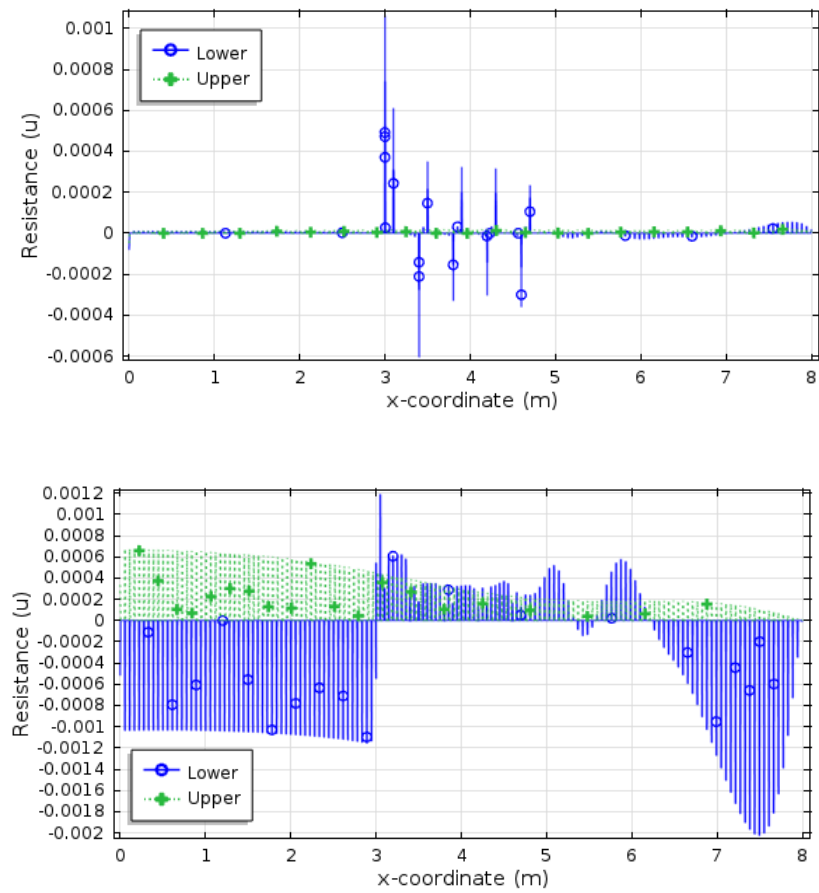 0.001
0.0008
0.0006
0.0004
0.0002
0
-0.0002
-0.0004
-0.0006
Resistance (u)
Lower
Upper
0 1 2 3 4 5 6 7 8
x-coordinate (m)
0.0012
0.001
0.0008
0.0006
0.0004
0.0002
0
-0.0002
-0.0004
-0.0006
-0.0008
-0.001
-0.0012
-0.0014
-0.0016
-0.0018
-0.002
Resistance (u)
Lower
Upper
0 1 2 3 4 5 6 7 8
x-coordinate (m)